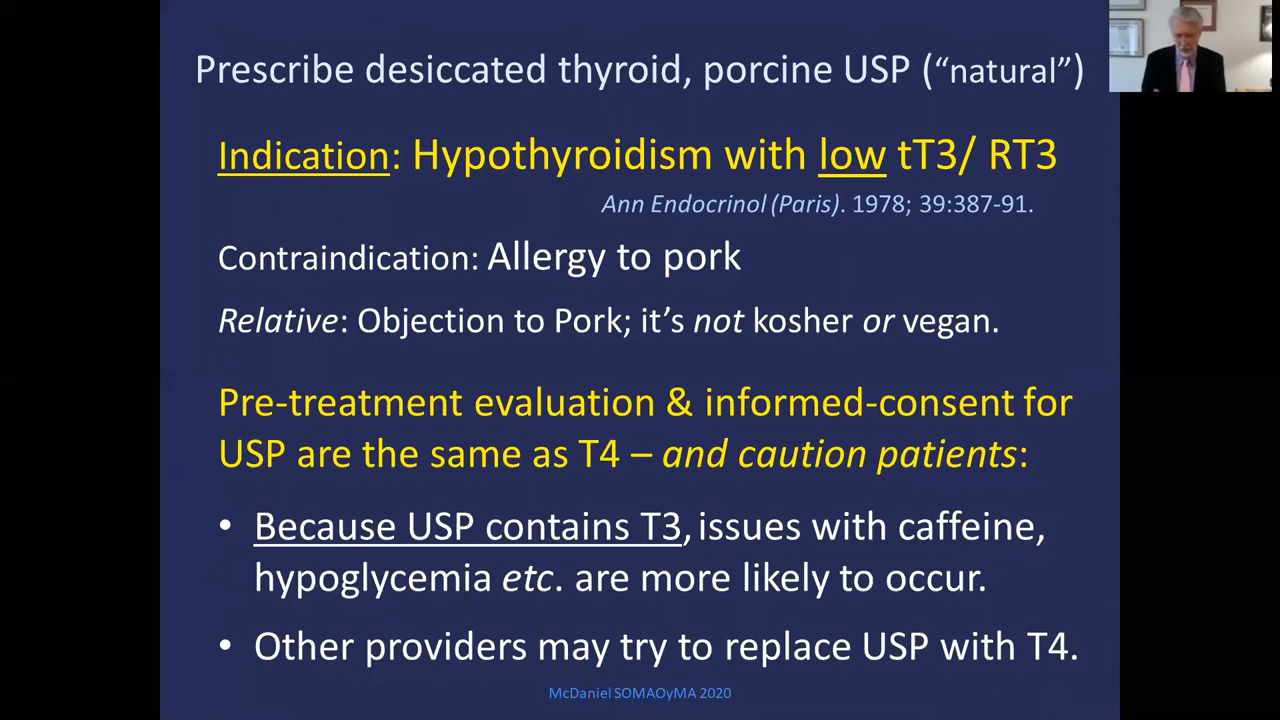 Prescribe desiccated thyroid, porcine USP (“natural”)
Indication: Hypothyroidism with low tT3/ RT3
Ann Endocrinol (Paris). 1978; 39:387-91.
Contraindication: Allergy to pork
Relative: Objection to Pork; it’s not kosher or vegan.
Pre-treatment evaluation & informed-consent for
USP are the same as T4 – and caution patients:
• Because USP contains T3, issues with caffeine,
hypoglycemia etc. are more likely to occur.
• Other providers may try to replace USP with T4.
McDaniel SOMAOyMA 2020